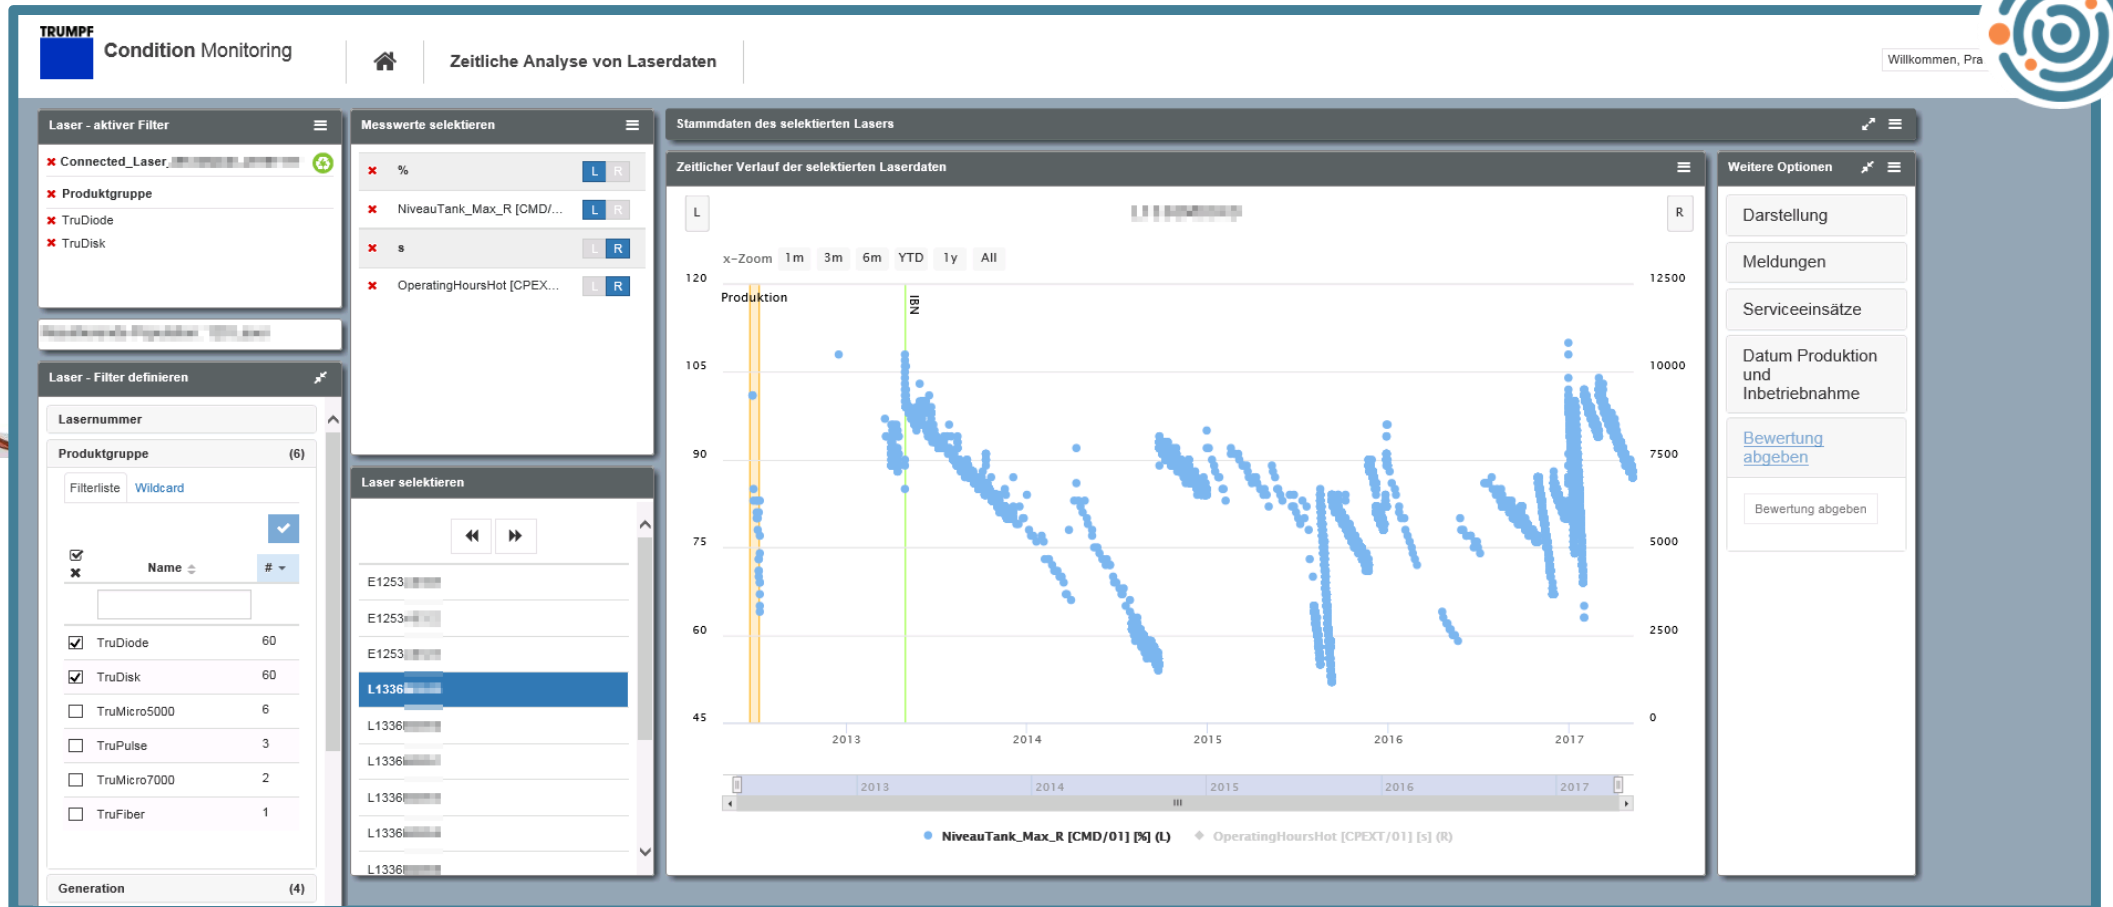 TRUMPF
Condition Monitoring
Zeitliche Analyse von Laserdaten
Willkommen, Pra
Laser - aktiver Filter
Connected_Laser_
Produktgruppe
TruDiode
TruDisk
Laser - Filter definieren
Lasernummer
Produktgruppe (6)
Filterliste Wildcard
Name #
TruDiode 60
TruDisk 60
TruMicro5000 6
TruPulse 3
TruMicro7000 2
TruFiber 1
Generation (4)
Messwerte selektieren
% L R
NiveauTank_Max_R [CMD/... L R
s L R
OperatingHoursHot [CPEX... L R
Laser selektieren
E1253
E1253
E1253
L1336
L1336
L1336
L1336
L1336
L1336
Stammdaten des selektierten Lasers
Zeitlicher Verlauf der selektierten Laserdaten
L R
x-Zoom 1m 3m 6m YTD 1y All
120 12500
Produktion IBN
105 10000
90 7500
75 5000
60 2500
45 0
2013 2014 2015 2016 2017
2013 2014 2015 2016 2017
NiveauTank_Max_R [CMD/01] [%] (L) OperatingHoursHot [CPEXT/01] [s] (R)
Weitere Optionen
Darstellung
Meldungen
Serviceeinsätze
Datum Produktion
und
Inbetriebnahme
Bewertung
abgeben
Bewertung abgeben